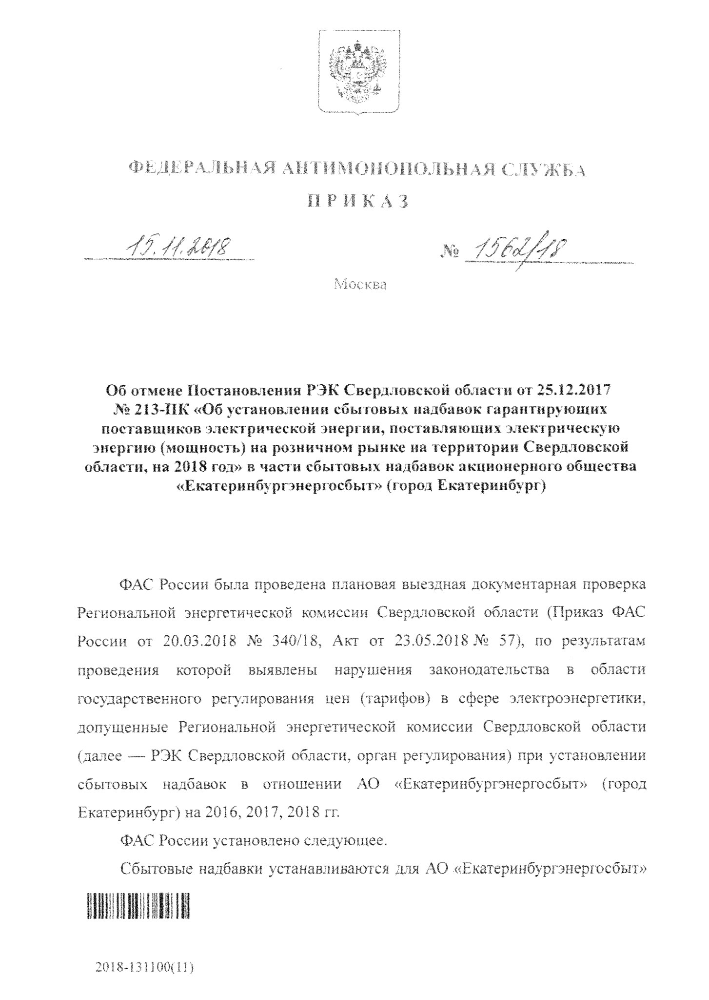 ФЕДЕРАЛЬНАЯ АНТИМОНОПОЛЬНАЯ СЛУЖБА
П Р И К А З
15.11.2018
№ 1562/18
Москва
Об отмене Постановления РЭК Свердловской области от 25.12.2017
№ 213-ПК «Об установлении сбытовых надбавок гарантирующих
поставщиков электрической энергии, поставляющих электрическую
энергию (мощность) на розничном рынке на территории Свердловской
области, на 2018 год» в части сбытовых надбавок акционерного общества
«Екатеринбургэнергосбыт» (город Екатеринбург)
ФАС России была проведена плановая выездная документарная проверка
Региональной энергетической комиссии Свердловской области (Приказ ФАС
России от 20.03.2018 № 340/18, Акт от 23.05.2018 № 57), по результатам
проведения которой выявлены нарушения законодательства в области
государственного регулирования цен (тарифов) в сфере электроэнергетики,
допущенные Региональной энергетической комиссии Свердловской области
(далее — РЭК Свердловской области, орган регулирования) при установлении
сбытовых надбавок в отношении АО «Екатеринбургэнергосбыт» (город
Екатеринбург) на 2016, 2017, 2018 гг.
ФАС России установлено следующее.
Сбытовые надбавки устанавливаются для АО «Екатеринбургэнергосбыт»
2018-131100(11)